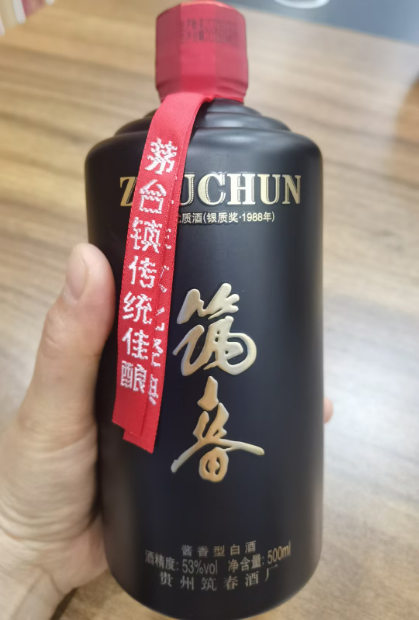 茅台镇传统佳酿
CHUN
质酒(银质奖·1988年)
筑春
酱香型白酒
酒精度:53%vol 净含量:500ml
贵州筑春酒厂